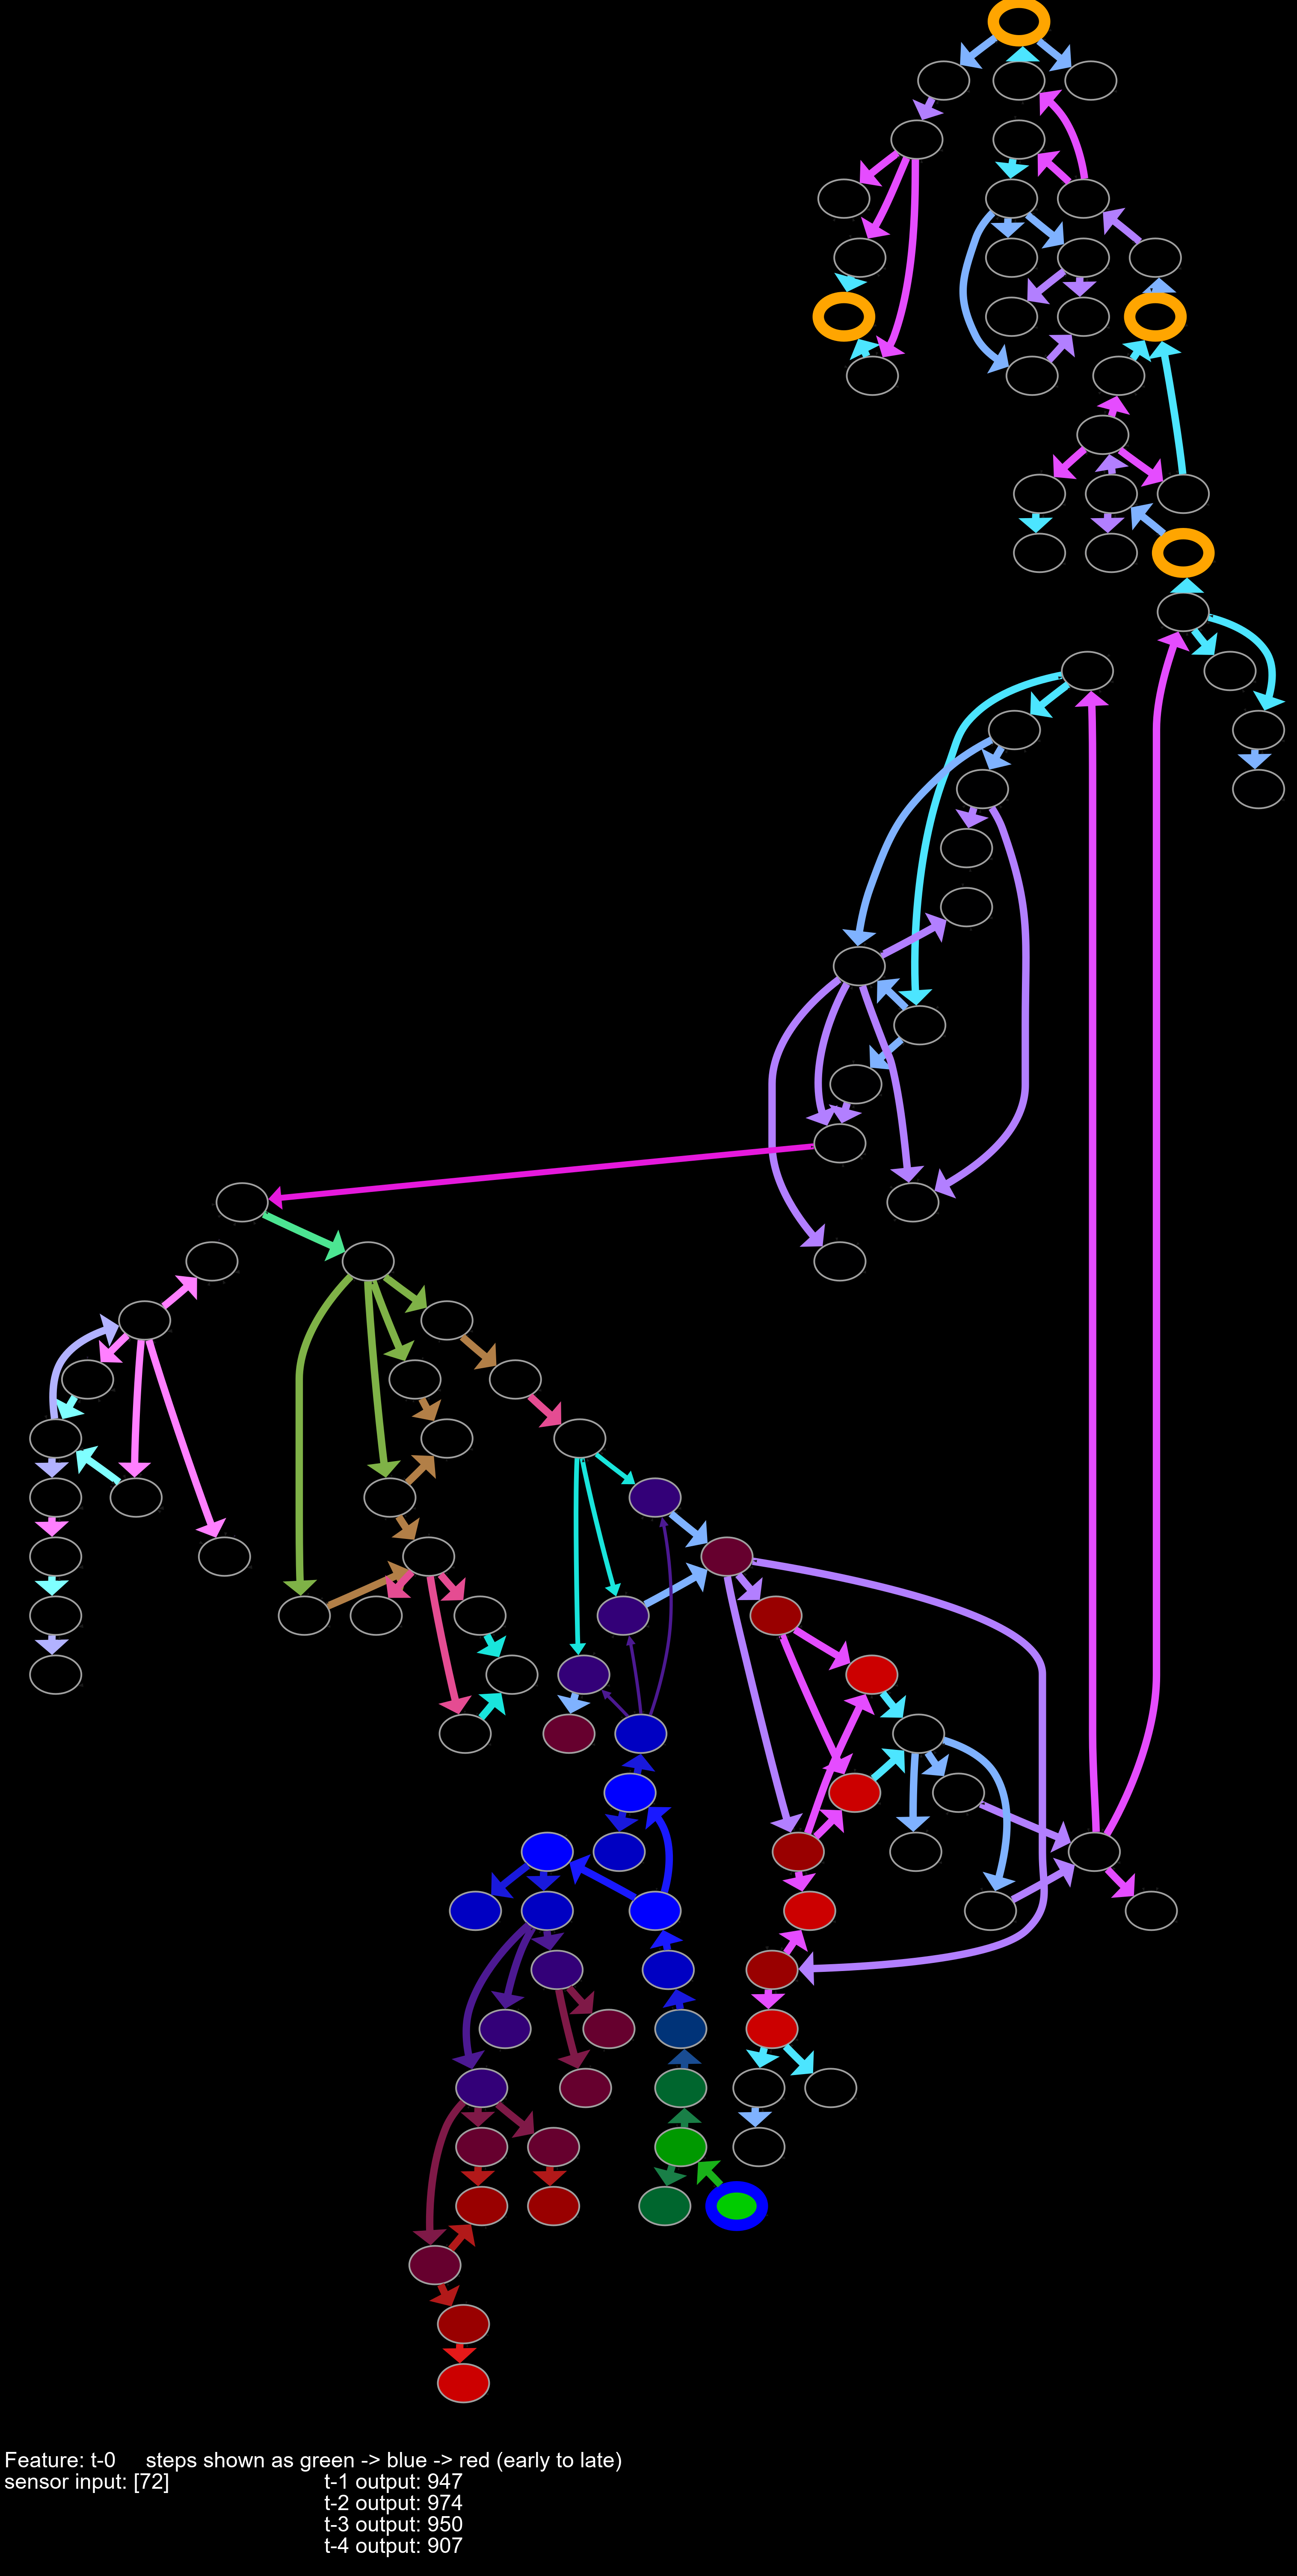 Feature: t-0 steps shown as green -> blue -> red (early to late)
sensor input: [72] t-1 output: 947
t-2 output: 974
t-3 output: 950
t-4 output: 907